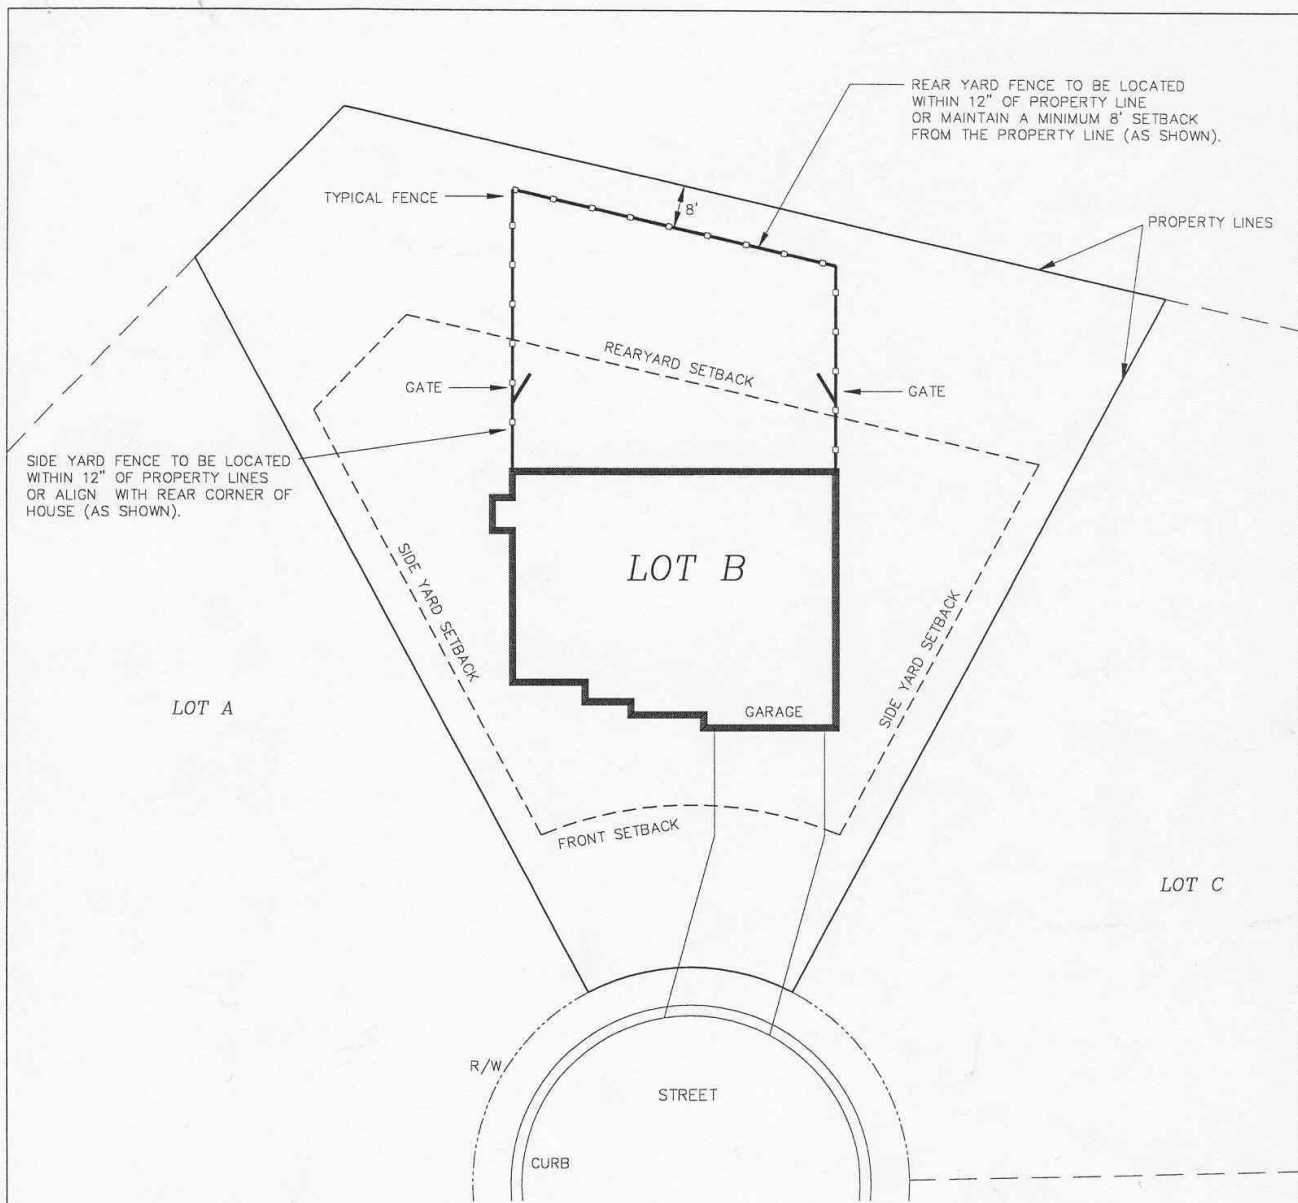 REAR YARD FENCE TO BE LOCATED
WITHIN 12" OF PROPERTY LINE
OR MAINTAIN A MINIMUM 8' SETBACK
FROM THE PROPERTY LINE (AS SHOWN).
TYPICAL FENCE
8'
PROPERTY LINES
REARYARD SETBACK
GATE
GATE
SIDE YARD FENCE TO BE LOCATED
WITHIN 12" OF PROPERTY LINES
OR ALIGN WITH REAR CORNER OF
HOUSE (AS SHOWN).
LOT B
SIDE YARD SETBACK
SIDE YARD SETBACK
LOT A
GARAGE
FRONT SETBACK
LOT C
R/W
STREET
CURB